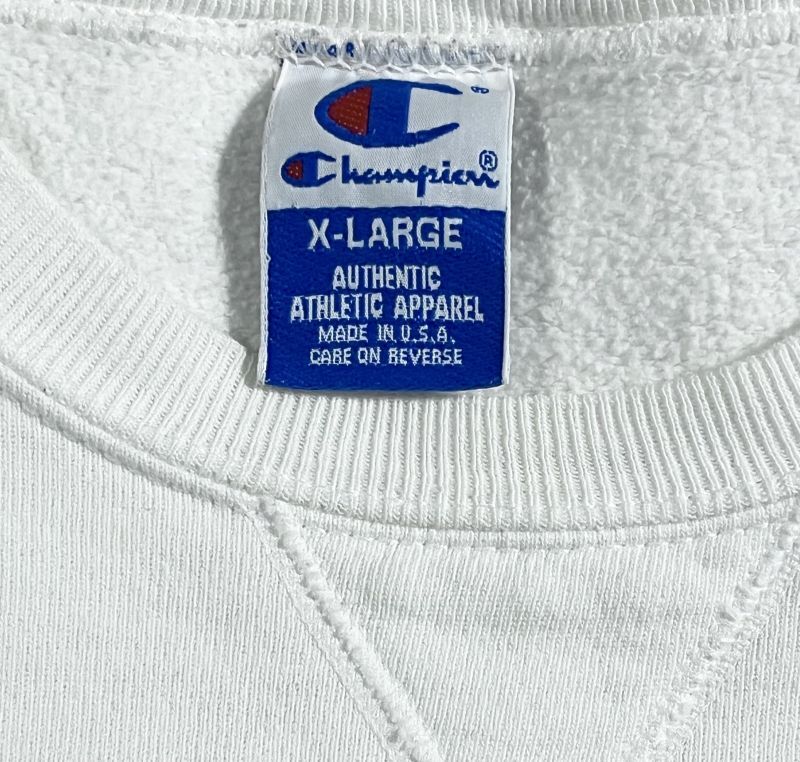 Champion®
X-LARGE
AUTHENTIC
ATHLETIC APPAREL
MADE IN U.S.A.
CARE ON REVERSE